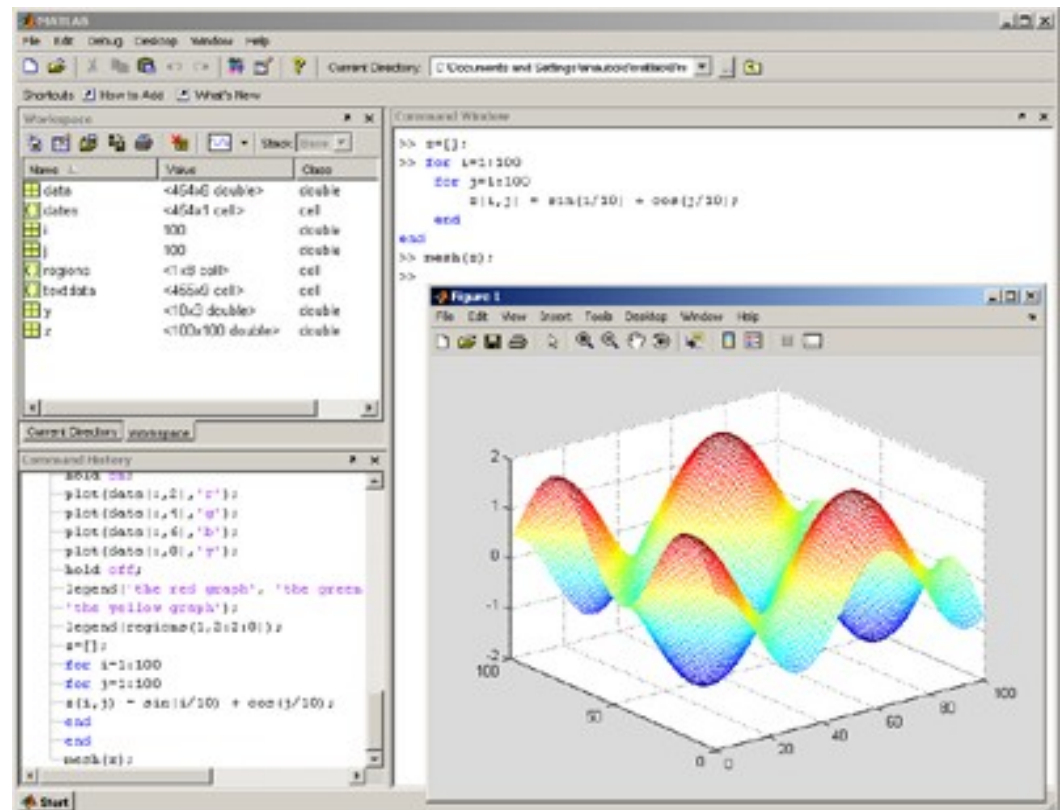 MATLAB
File Edit Debug Desktop Window Help
Current Directory:
Shortcuts How to Add What's New
Workspace
Stack: Base
Name Value Class
data <454x8 double> double
dates <454x1 cell> cell
i 100 double
j 100 double
regions <1x8 cell> cell
textdata <455x9 cell> cell
y <10x3 double> double
z <100x100 double> double
Current Directory Workspace
Command History
hold on;
plot(data(:,2),'r');
plot(data(:,4),'g');
plot(data(:,6),'b');
plot(data(:,8),'y');
hold off;
legend('the red graph', 'the green
'the yellow graph');
legend(regions(1,2:2:8));
z=[];
for i=1:100
for j=1:100
z(i,j) = sin(i/10) + cos(j/10);
end
end
mesh(z);
Start
Command Window
>> z=[];
>> for i=1:100
for j=1:100
z(i,j) = sin(i/10) + cos(j/10);
end
end
>> mesh(z);
>>
Figure 1
File Edit View Insert Tools Desktop Window Help
2
1
0
-1
-2
100
50
0
0
20
40
60
80
100